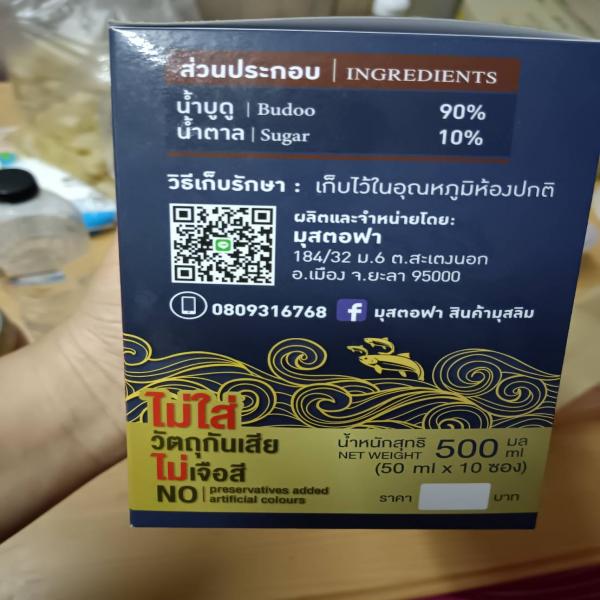 ส่วนประกอบ | INGREDIENTS
น้ำบูดู | Budoo 90%
น้ำตาล | Sugar 10%
วิธีเก็บรักษา : เก็บไว้ในอุณหภูมิห้องปกติ
ผลิตและจำหน่ายโดย:
มุสตอฟา
184/32 ม.6 ต.สะเตงนอก
อ.เมือง จ.ยะลา 95000
0809316768 f มุสตอฟา สินค้ามุสลิม
ไม่ใส่
วัตถุกันเสีย
ไม่เจือสี
NO | preservatives added
artificial colours
น้ำหนักสุทธิ 500 มล
NET WEIGHT ml
(50 ml x 10 ซอง)
ราคา บาท